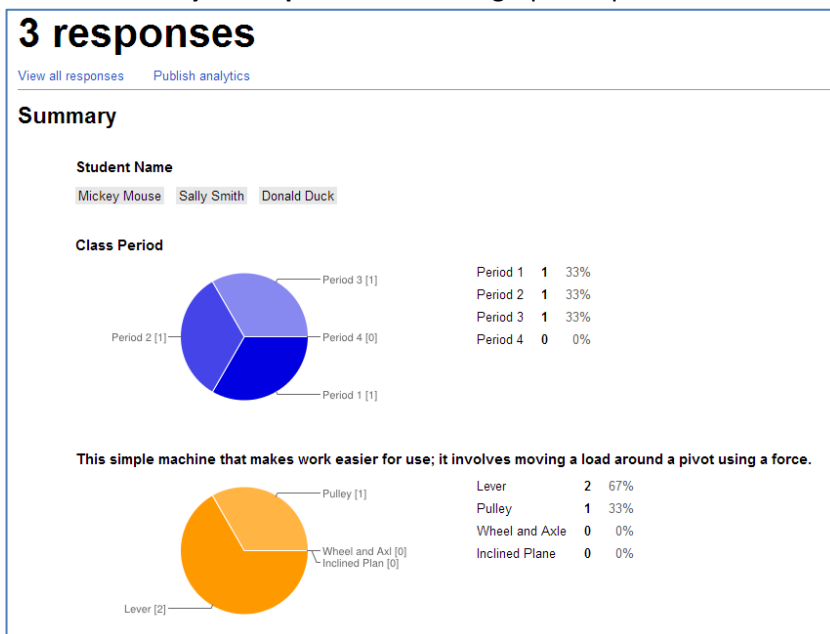 3 responses
View all responses Publish analytics
Summary
Student Name
Mickey Mouse Sally Smith Donald Duck
Class Period
Period 3 [1]
Period 2 [1]
Period 4 [0]
Period 1 [1]
Period 1 1 33%
Period 2 1 33%
Period 3 1 33%
Period 4 0 0%
This simple machine that makes work easier for use; it involves moving a load around a pivot using a force.
Pulley [1]
Wheel and Axl [0]
Inclined Plan [0]
Lever [2]
Lever 2 67%
Pulley 1 33%
Wheel and Axle 0 0%
Inclined Plane 0 0%